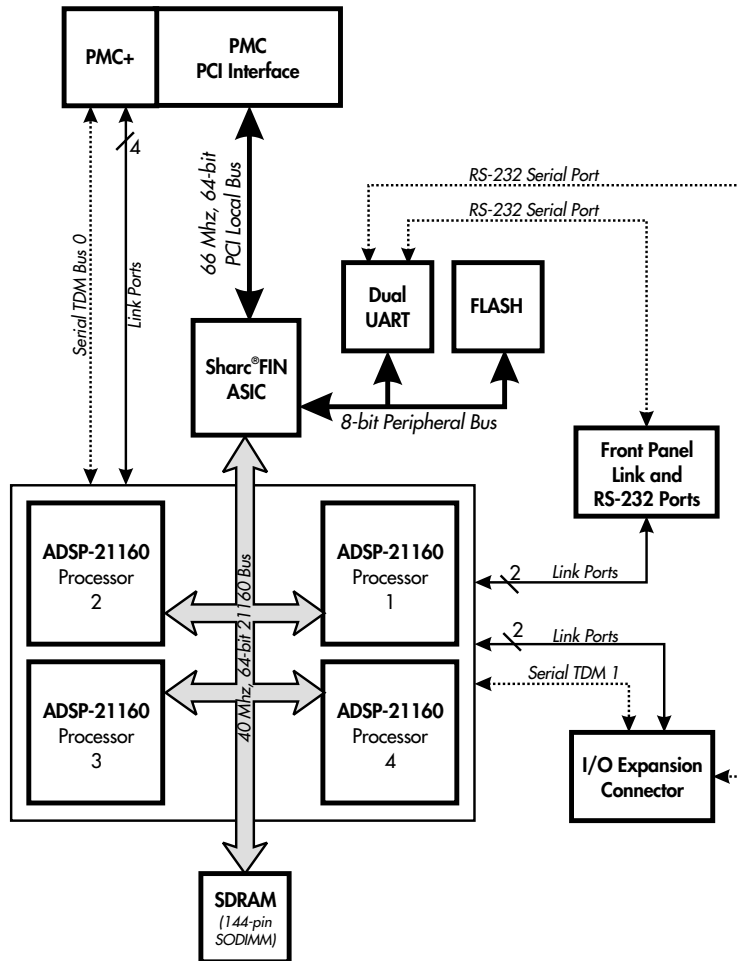 PMC+
PMC
PCI Interface
4
66 Mhz, 64-bit
PCI Local Bus
Serial TDM Bus 0
Link Ports
RS-232 Serial Port
RS-232 Serial Port
Dual
UART
FLASH
Sharc®FIN
ASIC
8-bit Peripheral Bus
Front Panel
Link and
RS-232 Ports
ADSP-21160
Processor
2
ADSP-21160
Processor
1
40 Mhz, 64-bit 21160 Bus
2
Link Ports
2
Link Ports
Serial TDM 1
ADSP-21160
Processor
3
ADSP-21160
Processor
4
I/O Expansion
Connector
SDRAM
(144-pin
SODIMM)